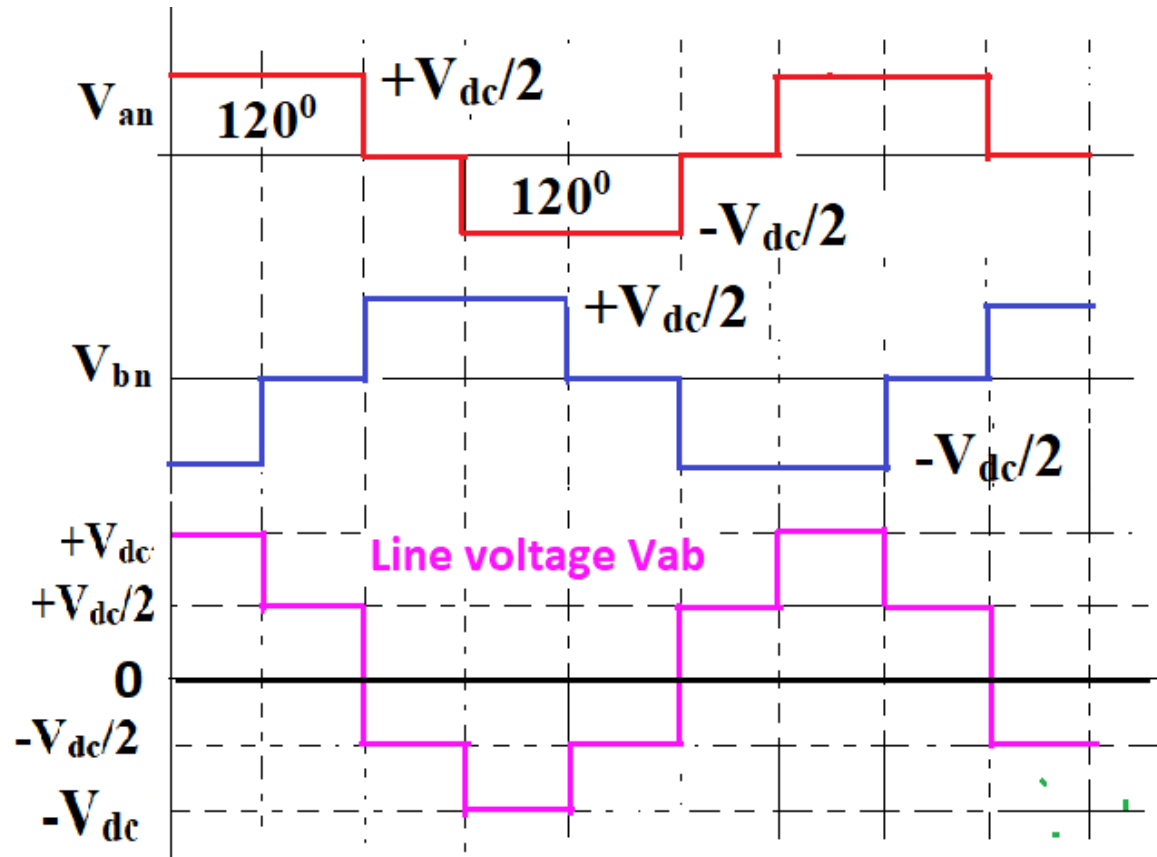 +Vdc/2
Van
120⁰
120⁰
-Vdc/2
+Vdc/2
Vbn
-Vdc/2
+Vdc
Line voltage Vab
+Vdc/2
0
-Vdc/2
-Vdc